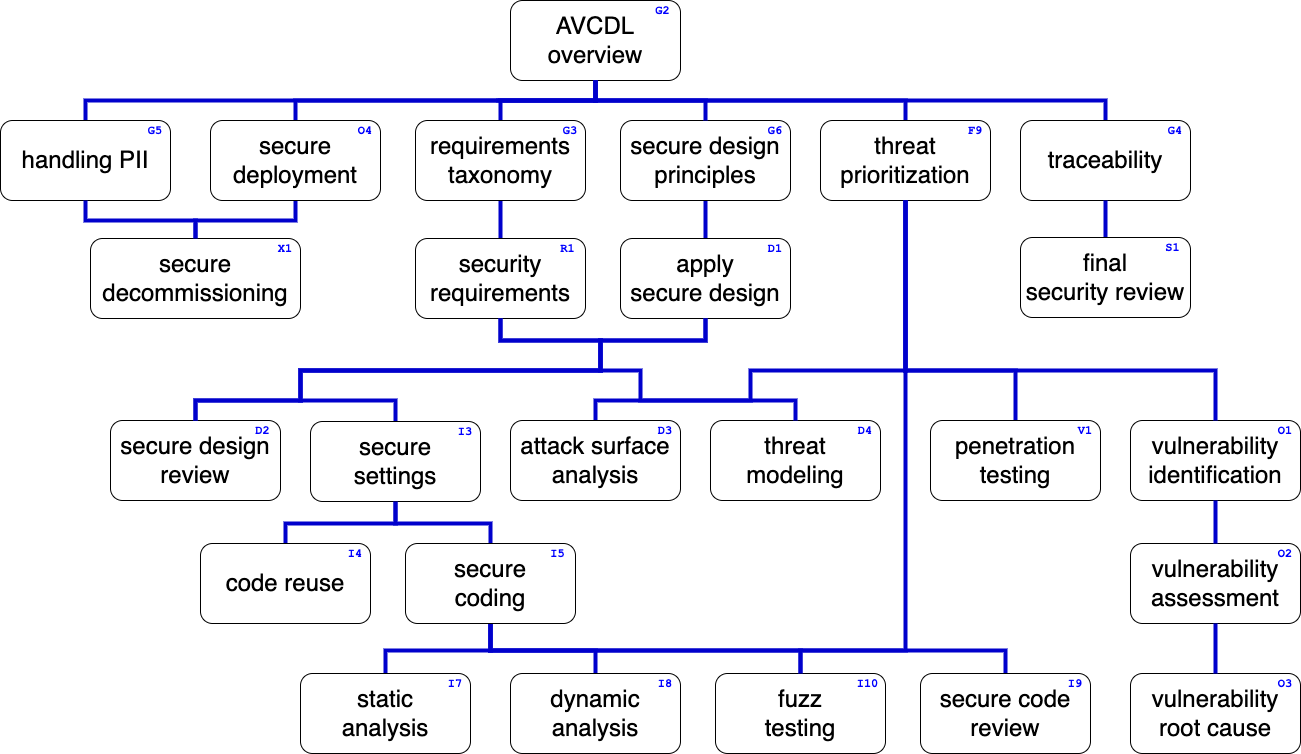 G2
AVCDL
overview
G5
handling PII
O4
secure
deployment
G3
requirements
taxonomy
G6
secure design
principles
F9
threat
prioritization
G4
traceability
X1
secure
decommissioning
R1
security
requirements
D1
apply
secure design
S1
final
security review
D2
secure design
review
I3
secure
settings
D3
attack surface
analysis
D4
threat
modeling
V1
penetration
testing
O1
vulnerability
identification
I4
code reuse
I5
secure
coding
O2
vulnerability
assessment
I7
static
analysis
I8
dynamic
analysis
I10
fuzz
testing
I9
secure code
review
O3
vulnerability
root cause